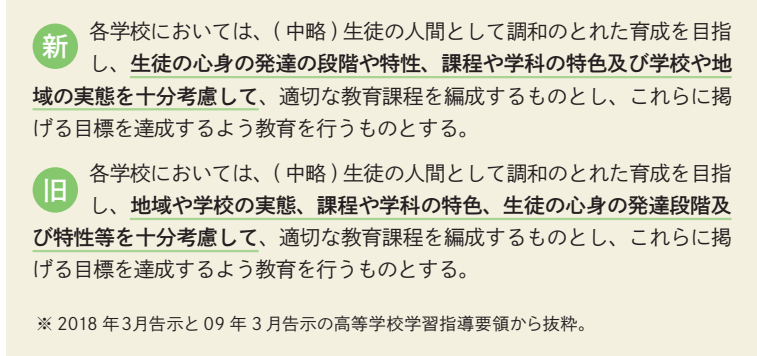 新
各学校においては、( 中略 ) 生徒の人間として調和のとれた育成を目指
し、生徒の心身の発達の段階や特性、課程や学科の特色及び学校や地
域の実態を十分考慮して、適切な教育課程を編成するものとし、これらに掲
げる目標を達成するよう教育を行うものとする。
旧
各学校においては、( 中略 ) 生徒の人間として調和のとれた育成を目指
し、地域や学校の実態、課程や学科の特色、生徒の心身の発達段階及
び特性等を十分考慮して、適切な教育課程を編成するものとし、これらに掲
げる目標を達成するよう教育を行うものとする。
※ 2018 年3月告示と 09 年 3 月告示の高等学校学習指導要領から抜粋。